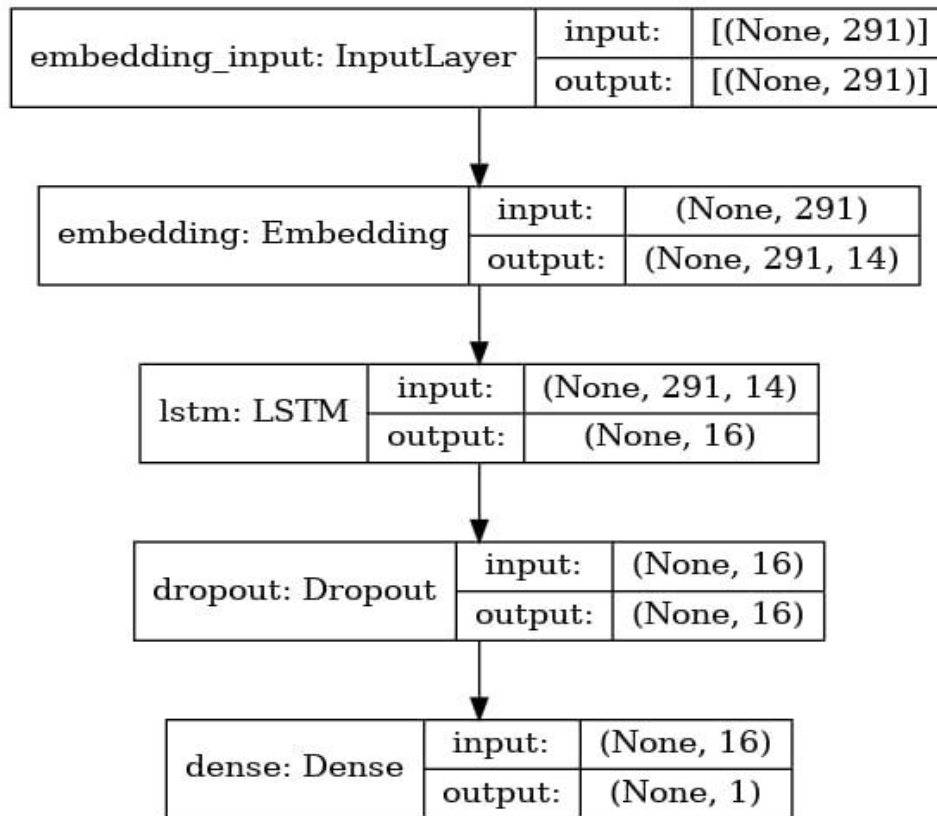 embedding_input: InputLayer
input: [(None, 291)]
output: [(None, 291)]
embedding: Embedding
input: (None, 291)
output: (None, 291, 14)
lstm: LSTM
input: (None, 291, 14)
output: (None, 16)
dropout: Dropout
input: (None, 16)
output: (None, 16)
dense: Dense
input: (None, 16)
output: (None, 1)